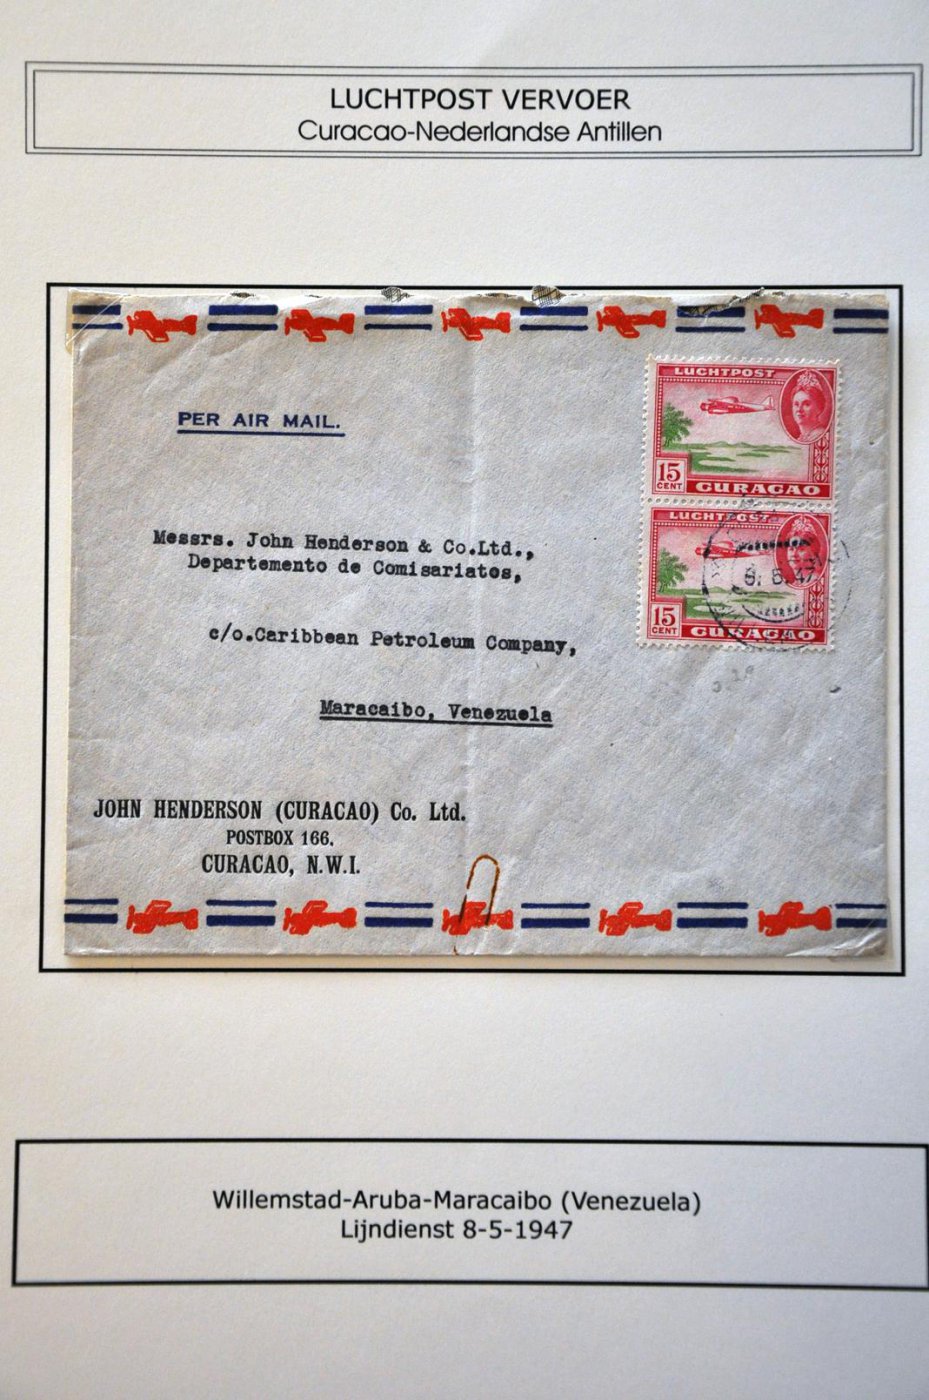 LUCHTPOST VERVOER
Curacao-Nederlandse Antillen
PER AIR MAIL.
LUCHTPOST
15
CENT
CURAÇAO
LUCHTPOST
15
CENT
CURAÇAO
Messrs. John Henderson & Co.Ltd.,
Departemento de Comisariatos,
c/o.Caribbean Petroleum Company,
Maracaibo, Venezuela
JOHN HENDERSON (CURACAO) Co. Ltd.
POSTBOX 166.
CURACAO, N.W.I.
Willemstad-Aruba-Maracaibo (Venezuela)
Lijndienst 8-5-1947